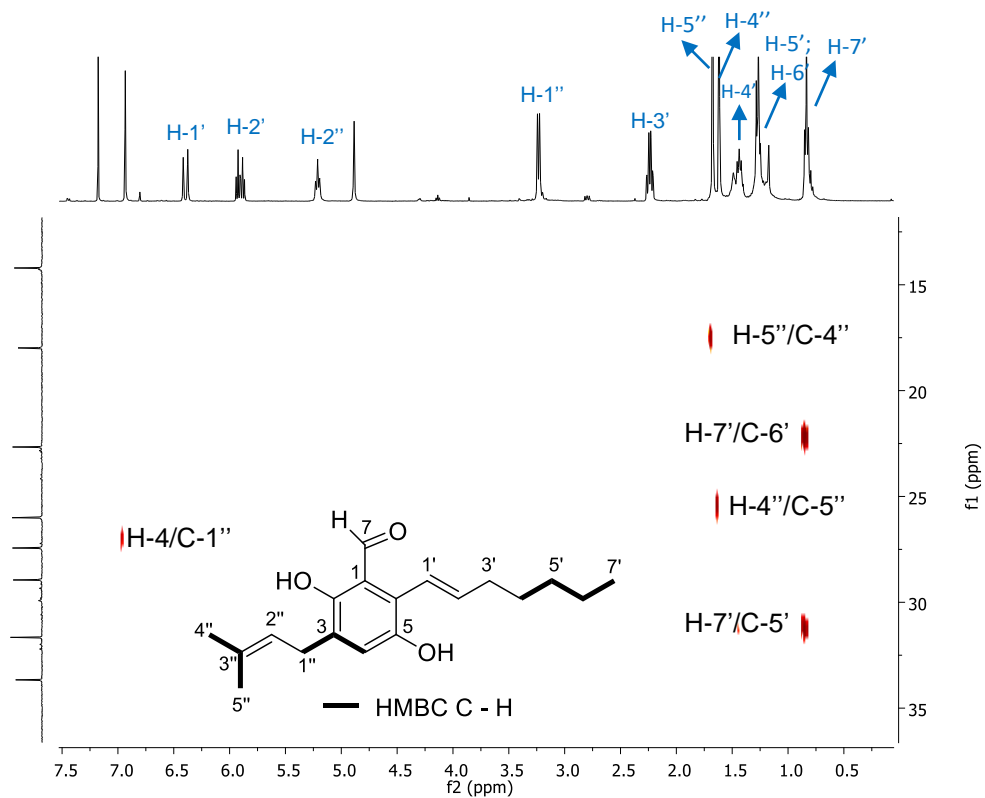 H-5’’
H-4’’
H-5’;
H-7’
H-6’
H-4’
H-1’
H-2’
H-2’’
H-1’’
H-3’
15
H-5’’/C-4’’
20
H-7’/C-6’
25
H-4’’/C-5’’
H-4/C-1’’
30
H-7’/C-5’
35
f1 (ppm)
H
7
O
1
1'
3'
5'
7'
HO
2''
4''
3
5
3''
1''
OH
5''
HMBC C - H
7.5 7.0 6.5 6.0 5.5 5.0 4.5 4.0 3.5 3.0 2.5 2.0 1.5 1.0 0.5
f2 (ppm)